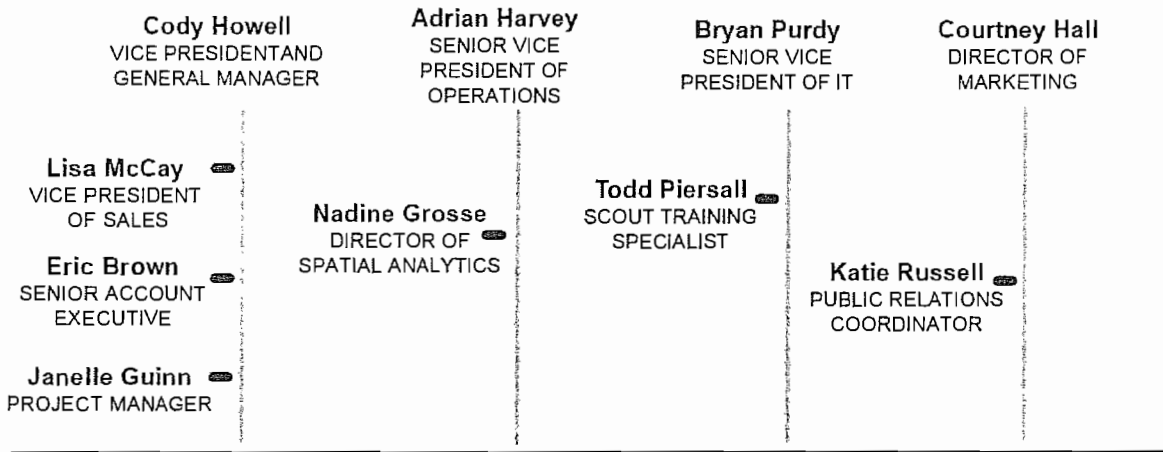 Cody Howell
VICE PRESIDENTAND
GENERAL MANAGER
Lisa McCay
VICE PRESIDENT
OF SALES
Eric Brown
SENIOR ACCOUNT
EXECUTIVE
Janelle Guinn
PROJECT MANAGER
Adrian Harvey
SENIOR VICE
PRESIDENT OF
OPERATIONS
Nadine Grosse
DIRECTOR OF
SPATIAL ANALYTICS
Bryan Purdy
SENIOR VICE
PRESIDENT OF IT
Todd Piersall
SCOUT TRAINING
SPECIALIST
Courtney Hall
DIRECTOR OF
MARKETING
Katie Russell
PUBLIC RELATIONS
COORDINATOR